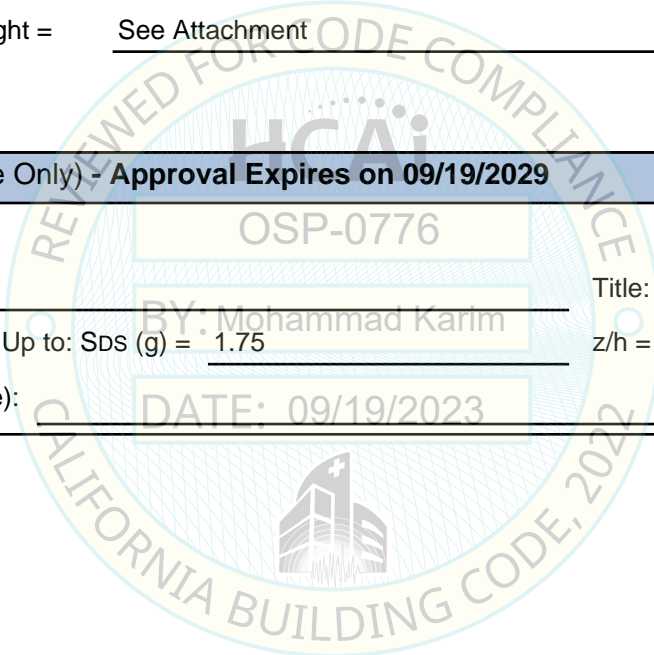 ght = See Attachment
REVIEWED FOR CODE COMPLIANCE
HCAi
e Only) - Approval Expires on 09/19/2029
OSP-0776
Title:
BY: Mohammad Karim
Up to: SDS (g) = 1.75 z/h =
e):
DATE: 09/19/2023
CALIFORNIA BUILDING CODE, 2022